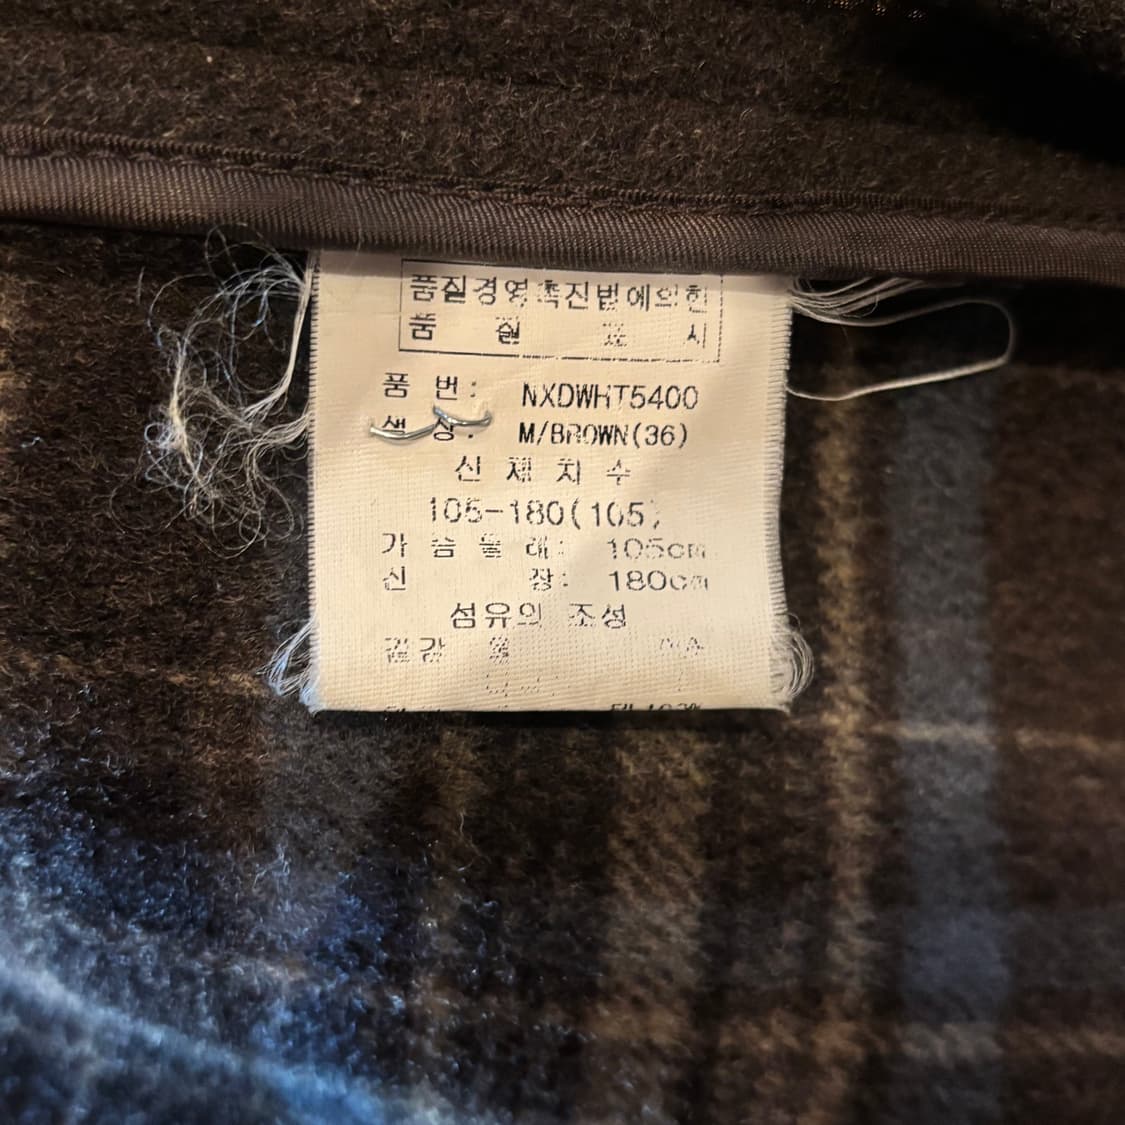 품질경영촉진법에의한
품 질 표 시
품 번: NXDWHT5400
색 상: M/BROWN(36)
신 체 치 수
105-180(105)
가 슴 둘 레: 105cm
신 장: 180cm
섬유의 조성
겉감